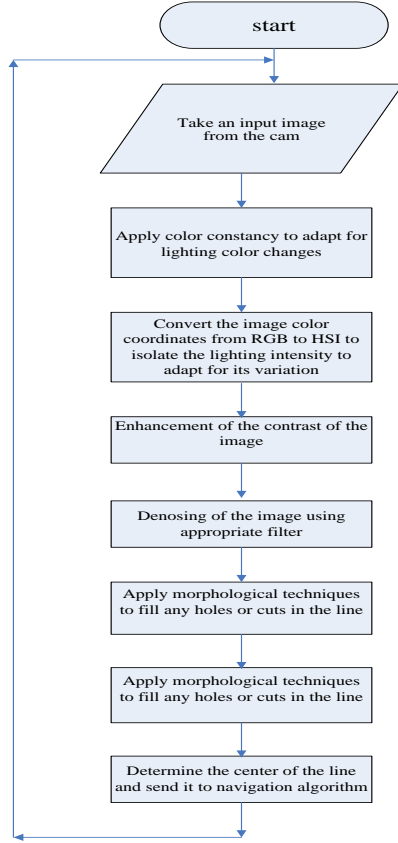 start
Take an input image
from the cam
Apply color constancy to adapt for
lighting color changes
Convert the image color
coordinates from RGB to HSI to
isolate the lighting intensity to
adapt for its variation
Enhancement of the contrast of the
image
Denosing of the image using
appropriate filter
Apply morphological techniques
to fill any holes or cuts in the line
Apply morphological techniques
to fill any holes or cuts in the line
Determine the center of the line
and send it to navigation algorithm